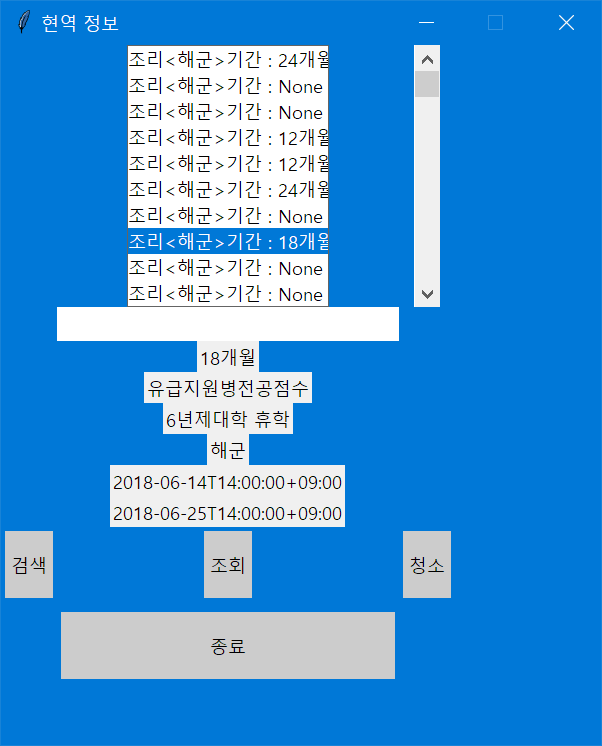 현역 정보
조리<해군>기간 : 24개월
조리<해군>기간 : None
조리<해군>기간 : None
조리<해군>기간 : 12개월
조리<해군>기간 : 12개월
조리<해군>기간 : 24개월
조리<해군>기간 : None
조리<해군>기간 : 18개월
조리<해군>기간 : None
조리<해군>기간 : None
18개월
유급지원병전공점수
6년제대학 휴학
해군
2018-06-14T14:00:00+09:00
2018-06-25T14:00:00+09:00
검색 조회 청소
종료